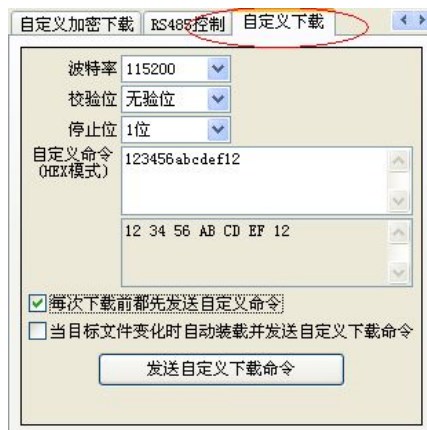 自定义加密下载 RS485控制 自定义下载
波特率 115200
校验位 无验位
停止位 1位
自定义命令 123456abcdef12
(HEX模式)
12 34 56 AB CD EF 12
每次下载前都先发送自定义命令
当目标文件变化时自动装载并发送自定义下载命令
发送自定义下载命令